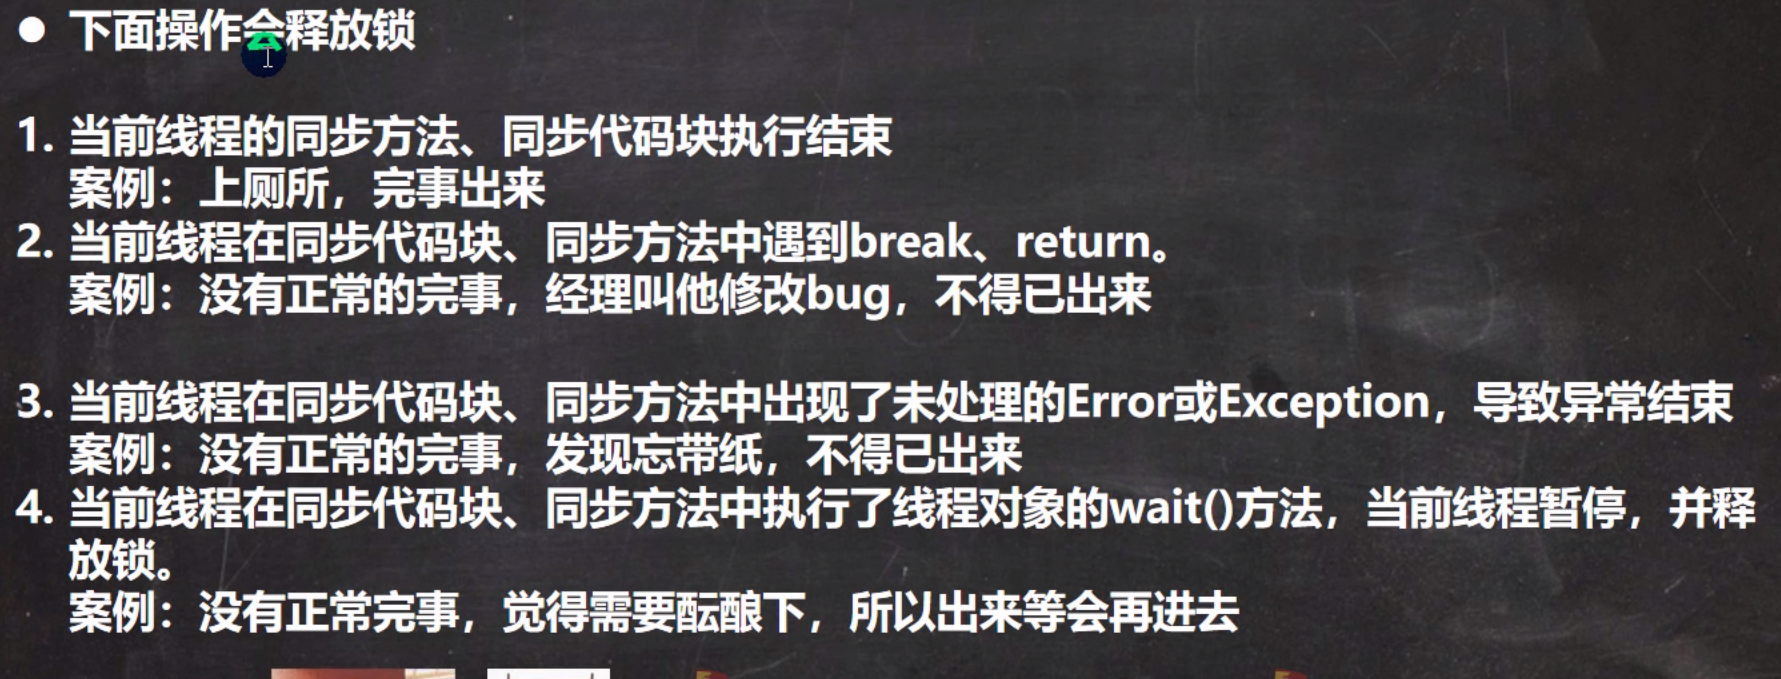 ● 下面操作会释放锁
1. 当前线程的同步方法、同步代码块执行结束
案例：上厕所，完事出来
2. 当前线程在同步代码块、同步方法中遇到break、return。
案例：没有正常的完事，经理叫他修改bug，不得已出来
3. 当前线程在同步代码块、同步方法中出现了未处理的Error或Exception，导致异常结束
案例：没有正常的完事，发现忘带纸，不得已出来
4. 当前线程在同步代码块、同步方法中执行了线程对象的wait()方法，当前线程暂停，并释
放锁。
案例：没有正常完事，觉得需要酝酿下，所以出来等会再进去